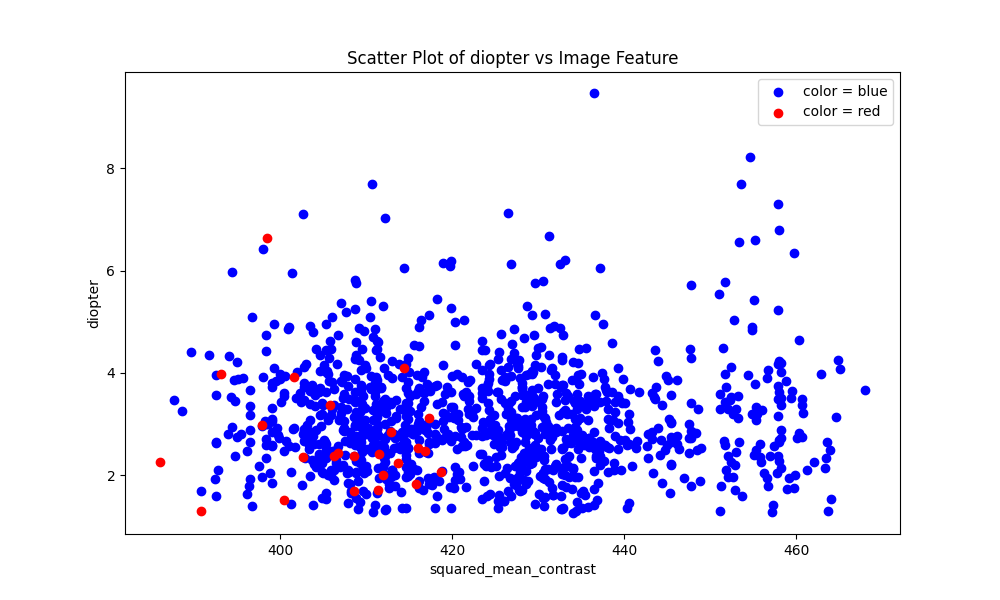 Scatter Plot of diopter vs Image Feature
color = blue
color = red
diopter
8
6
4
2
400 420 440 460
squared_mean_contrast